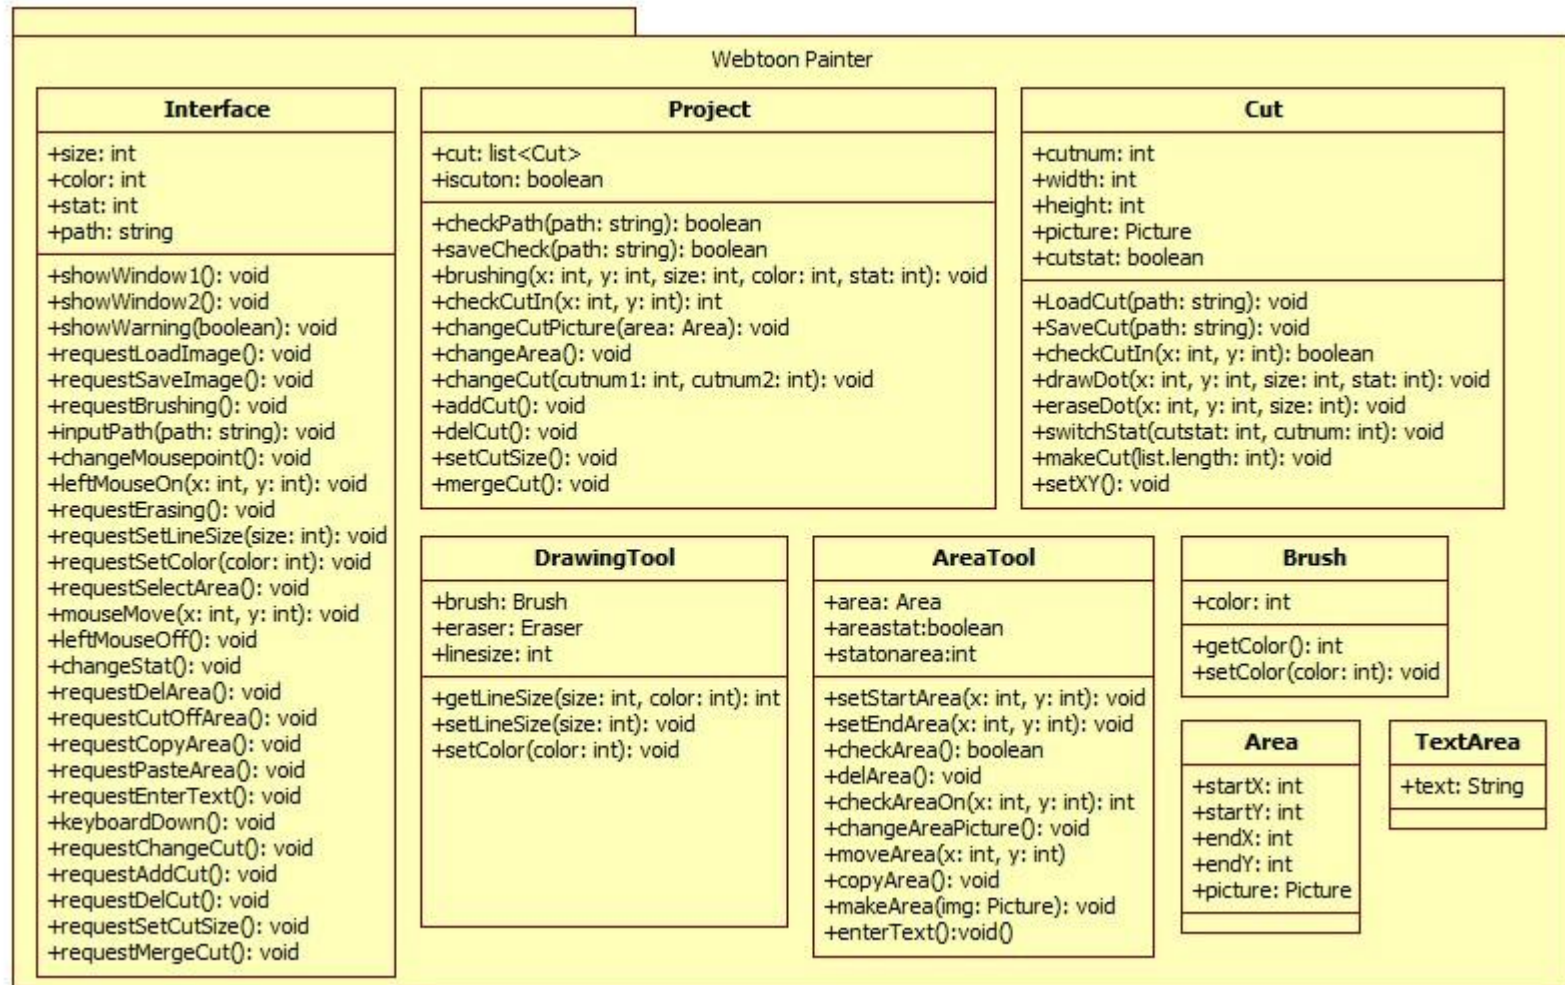 Webtoon Painter
Interface
+size: int
+color: int
+stat: int
+path: string
+showWindow1(): void
+showWindow2(): void
+showWarning(boolean): void
+requestLoadImage(): void
+requestSaveImage(): void
+requestBrushing(): void
+inputPath(path: string): void
+changeMousepoint(): void
+leftMouseOn(x: int, y: int): void
+requestErasing(): void
+requestSetLineSize(size: int): void
+requestSetColor(color: int): void
+requestSelectArea(): void
+mouseMove(x: int, y: int): void
+leftMouseOff(): void
+changeStat(): void
+requestDelArea(): void
+requestCutOffArea(): void
+requestCopyArea(): void
+requestPasteArea(): void
+requestEnterText(): void
+keyboardDown(): void
+requestChangeCut(): void
+requestAddCut(): void
+requestDelCut(): void
+requestSetCutSize(): void
+requestMergeCut(): void
Project
+cut: list<Cut>
+iscuton: boolean
+checkPath(path: string): boolean
+saveCheck(path: string): boolean
+brushing(x: int, y: int, size: int, color: int, stat: int): void
+checkCutIn(x: int, y: int): int
+changeCutPicture(area: Area): void
+changeArea(): void
+changeCut(cutnum1: int, cutnum2: int): void
+addCut(): void
+delCut(): void
+setCutSize(): void
+mergeCut(): void
Cut
+cutnum: int
+width: int
+height: int
+picture: Picture
+cutstat: boolean
+LoadCut(path: string): void
+SaveCut(path: string): void
+checkCutIn(x: int, y: int): boolean
+drawDot(x: int, y: int, size: int, stat: int): void
+eraseDot(x: int, y: int, size: int): void
+switchStat(cutstat: int, cutnum: int): void
+makeCut(list.length: int): void
+setXY(): void
DrawingTool
+brush: Brush
+eraser: Eraser
+linesize: int
+getLineSize(size: int, color: int): int
+setLineSize(size: int): void
+setColor(color: int): void
AreaTool
+area: Area
+areastat:boolean
+statonarea:int
+setStartArea(x: int, y: int): void
+setEndArea(x: int, y: int): void
+checkArea(): boolean
+delArea(): void
+checkAreaOn(x: int, y: int): int
+changeAreaPicture(): void
+moveArea(x: int, y: int)
+copyArea(): void
+makeArea(img: Picture): void
+enterText():void()
Brush
+color: int
+getColor(): int
+setColor(color: int): void
Area
+startX: int
+startY: int
+endX: int
+endY: int
+picture: Picture
TextArea
+text: String